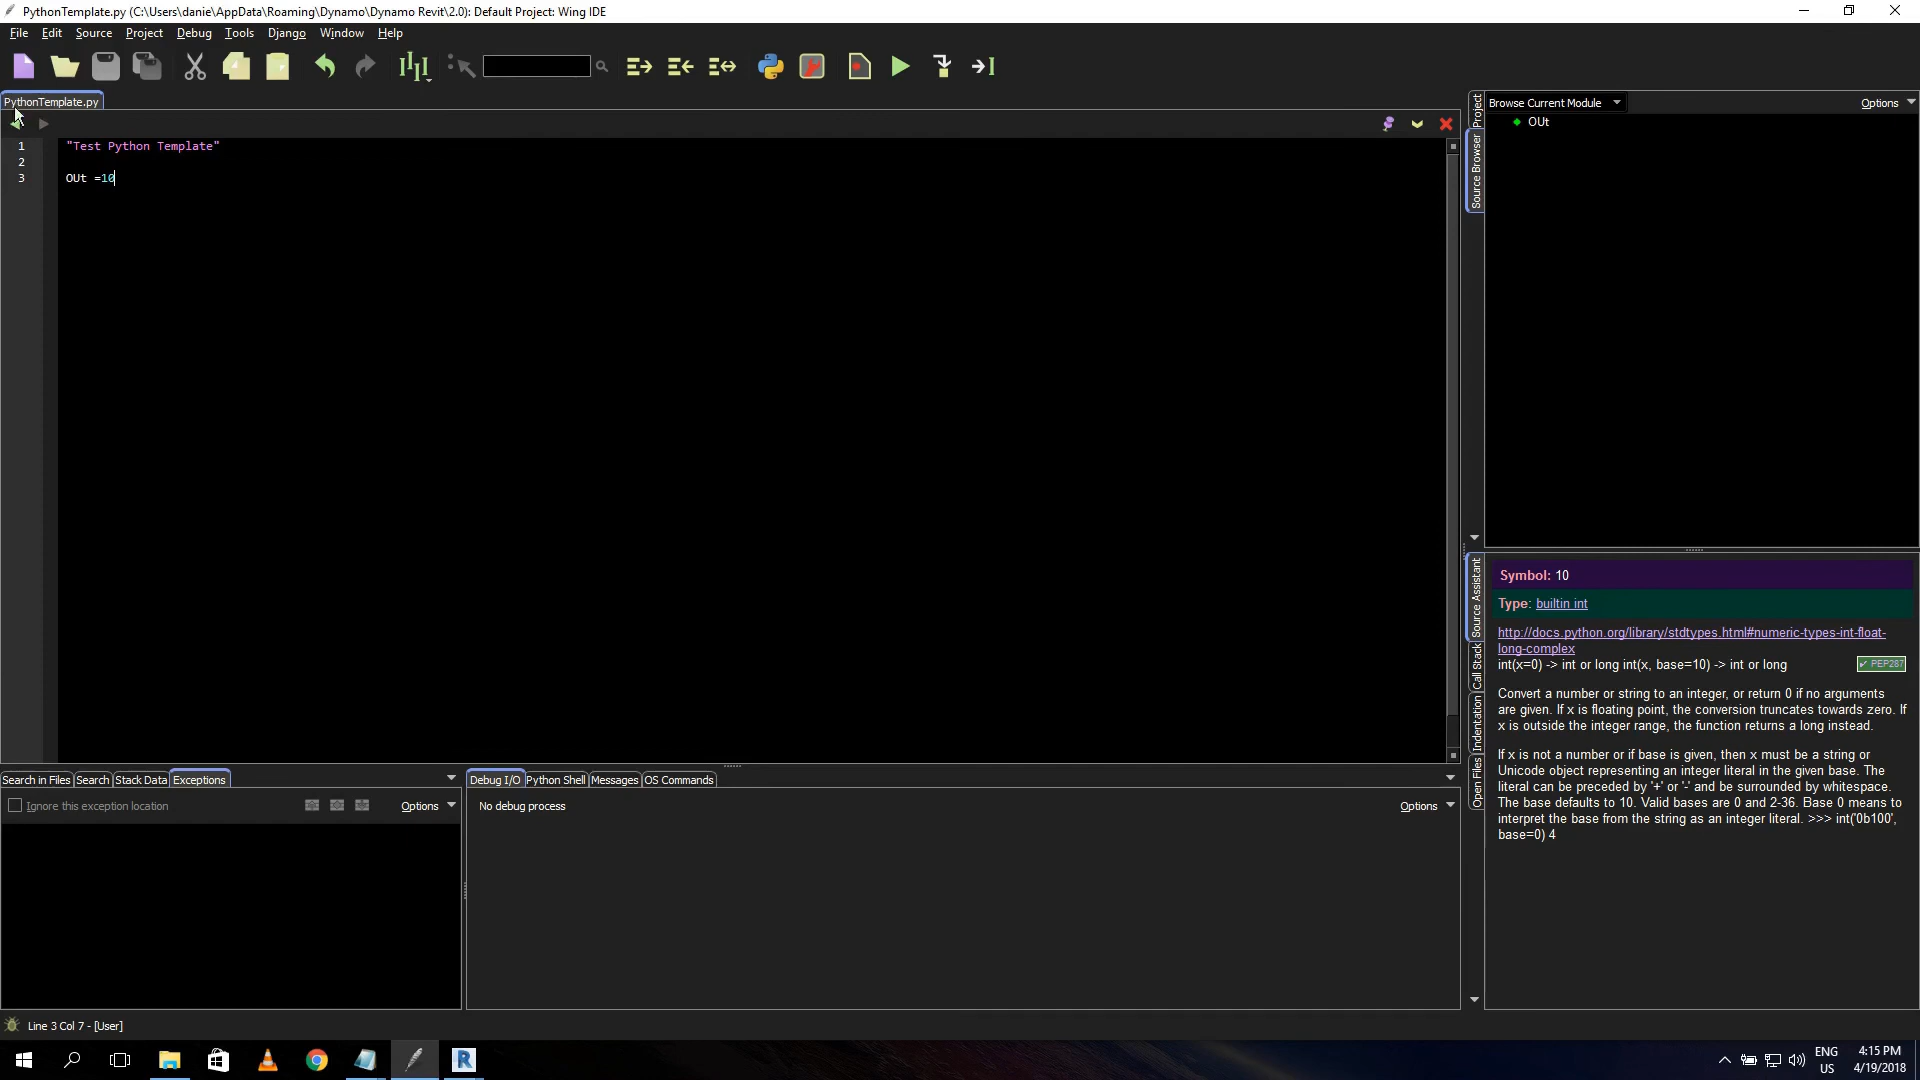 PythonTemplate.py (C:\Users\danie\AppData\Roaming\Dynamo\Dynamo Revit\2.0): Default Project: Wing IDE
File Edit Source Project Debug Tools Django Window Help
PythonTemplate.py
1 "Test Python Template"
2
3 OUt =10
Project
Source Browser
Browse Current Module
Options
OUt
Source Assistant
Call Stack
Indentation
Open Files
Symbol: 10
Type: builtin int
http://docs.python.org/library/stdtypes.html#numeric-types-int-float-
long-complex
int(x=0) -> int or long int(x, base=10) -> int or long
✔ PEP287
Convert a number or string to an integer, or return 0 if no arguments
are given. If x is floating point, the conversion truncates towards zero. If
x is outside the integer range, the function returns a long instead.
If x is not a number or if base is given, then x must be a string or
Unicode object representing an integer literal in the given base. The
literal can be preceded by '+' or '-' and be surrounded by whitespace.
The base defaults to 10. Valid bases are 0 and 2-36. Base 0 means to
interpret the base from the string as an integer literal. >>> int('0b100',
base=0) 4
Search in Files Search Stack Data Exceptions
Ignore this exception location
Options
Debug I/O Python Shell Messages OS Commands
No debug process
Options
Line 3 Col 7 - [User]
ENG
US
4:15 PM
4/19/2018